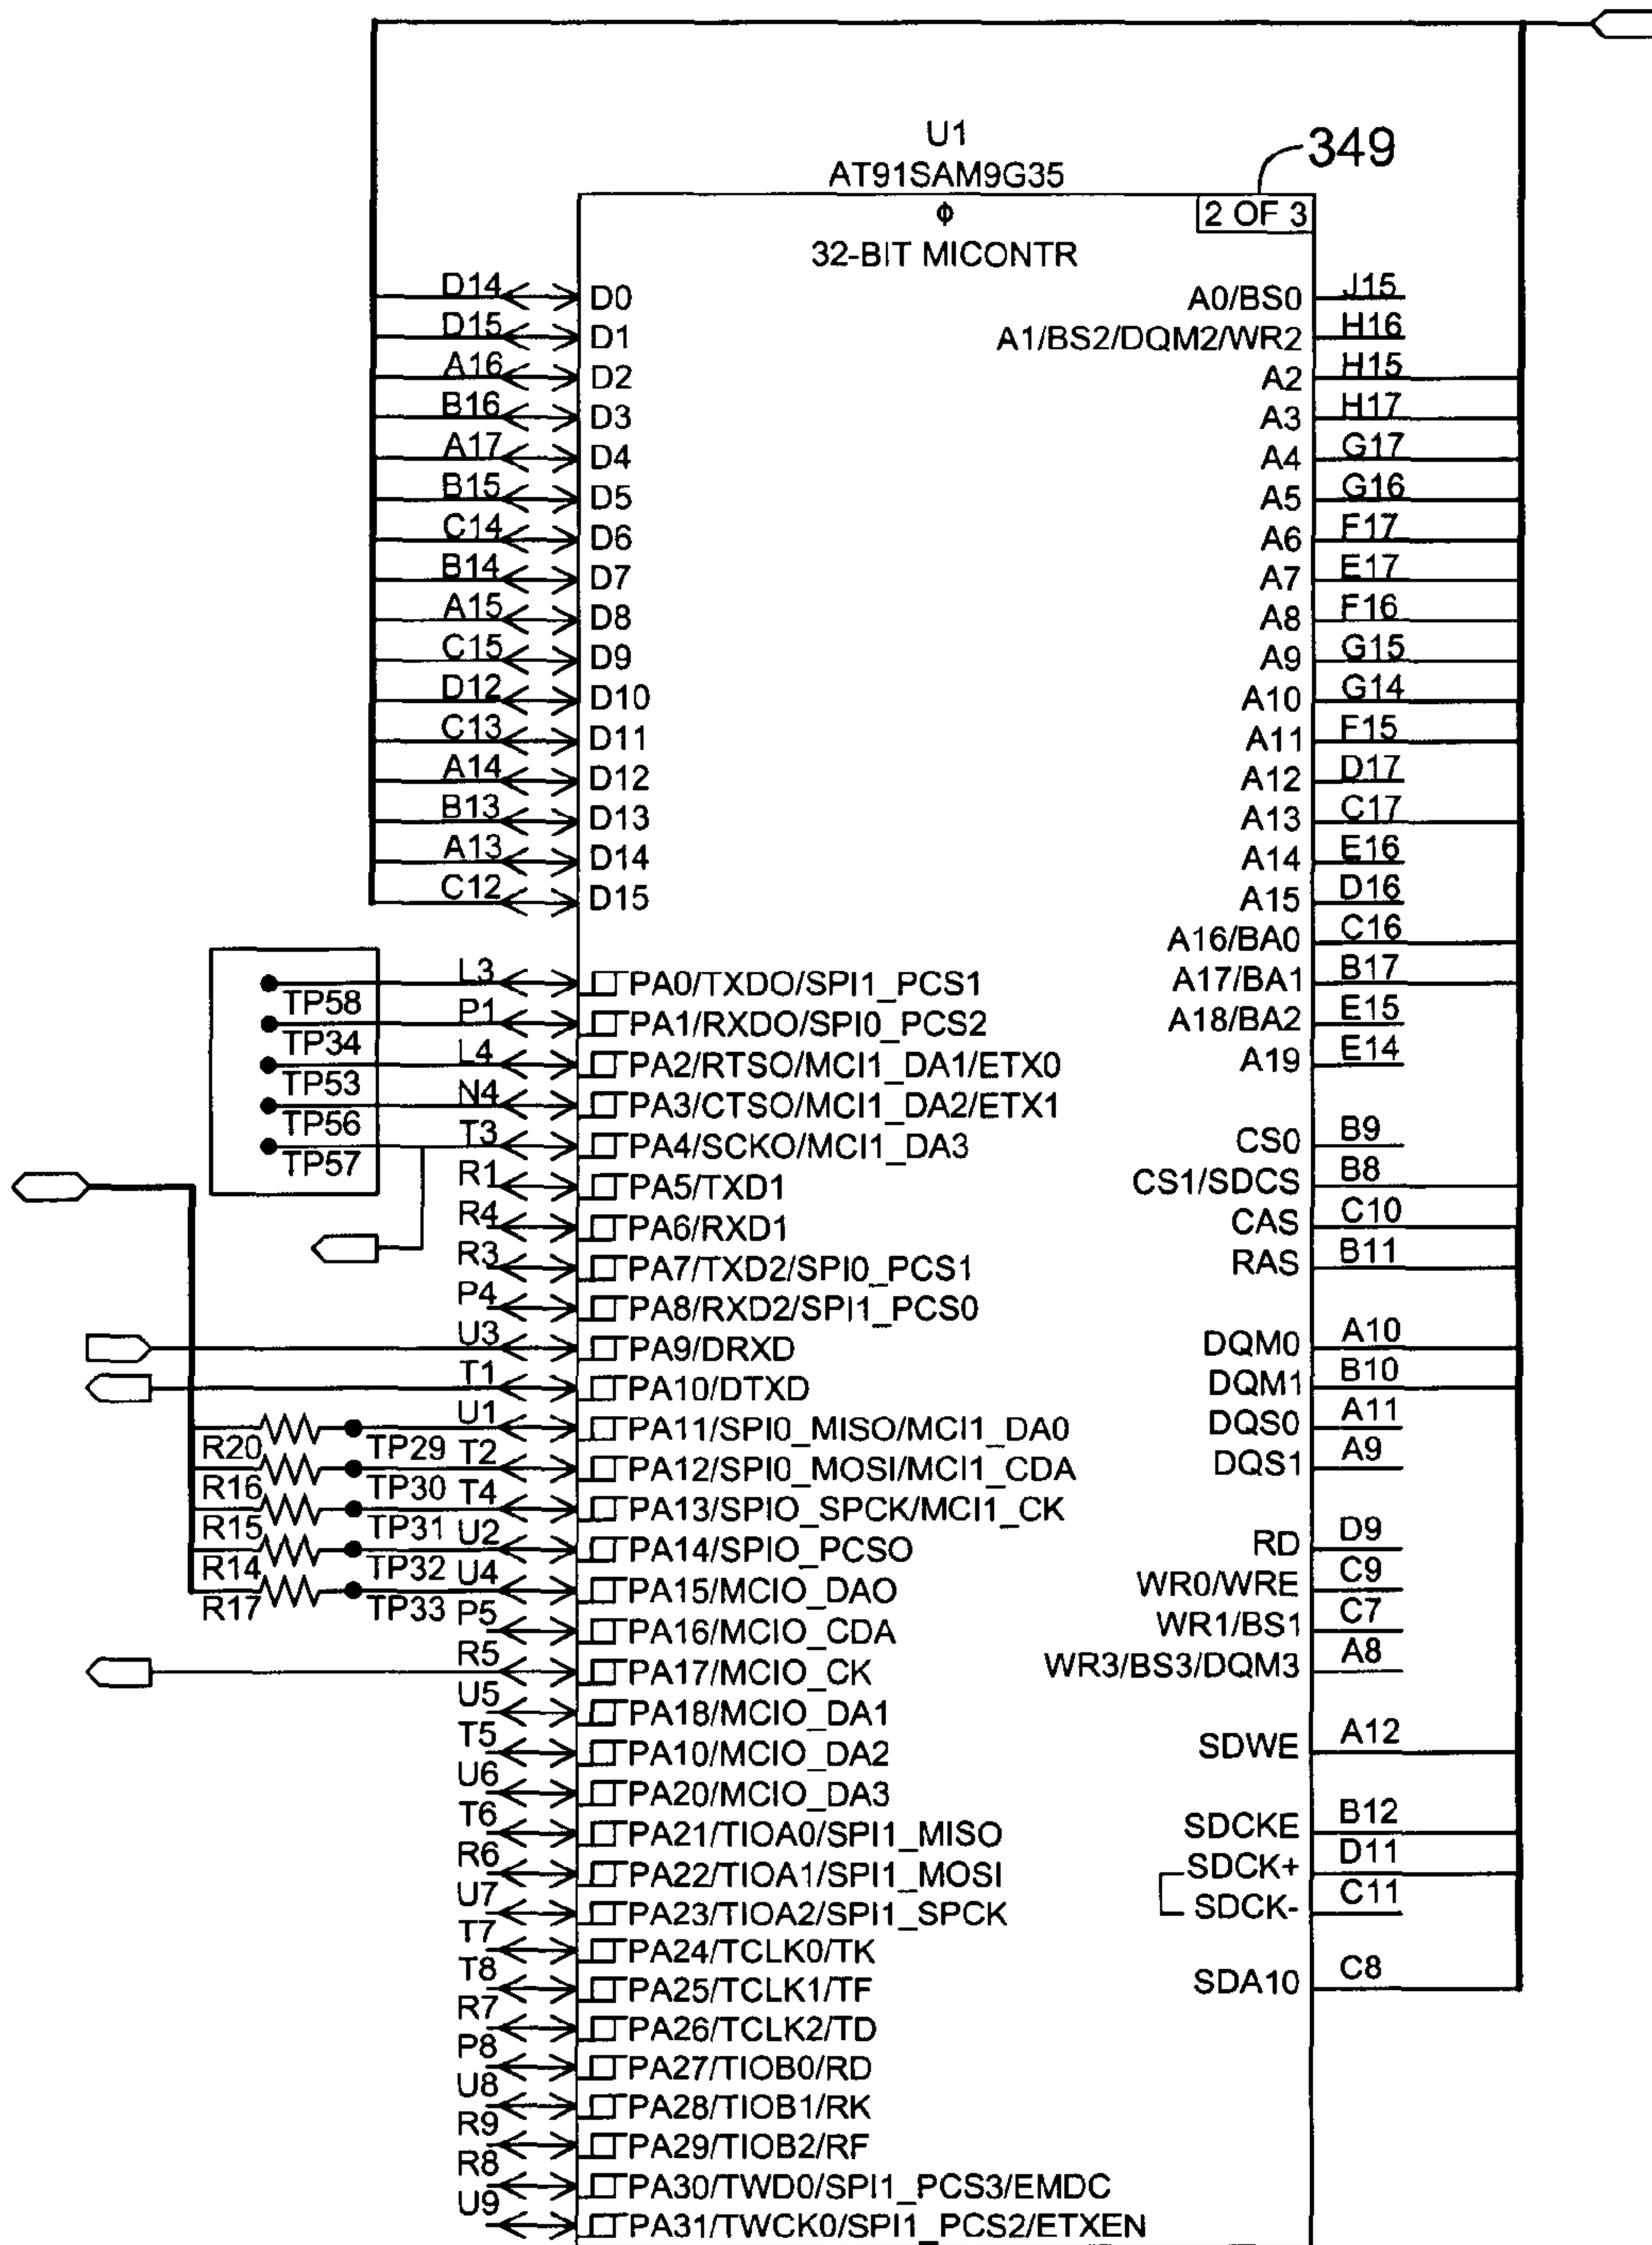 U1
349
AT91SAM9G35
Φ
2 OF 3
32-BIT MICONTR
D14 D0 A0/BS0 J15
D15 D1 A1/BS2/DQM2/WR2 H16
A16 D2 A2 H15
B16 D3 A3 H17
A17 D4 A4 G17
B15 D5 A5 G16
C14 D6 A6 F17
B14 D7 A7 E17
A15 D8 A8 F16
C15 D9 A9 G15
D12 D10 A10 G14
C13 D11 A11 F15
A14 D12 A12 D17
B13 D13 A13 C17
A13 D14 A14 E16
C12 D15 A15 D16
A16/BA0 C16
L3 PA0/TXDO/SPI1_PCS1 A17/BA1 B17
TP58 P1 PA1/RXDO/SPI0_PCS2 A18/BA2 E15
TP34 L4 PA2/RTSO/MCI1_DA1/ETX0 A19 E14
TP53 N4 PA3/CTSO/MCI1_DA2/ETX1
TP56 T3 PA4/SCKO/MCI1_DA3 CS0 B9
TP57 R1 PA5/TXD1 CS1/SDCS B8
R4 PA6/RXD1 CAS C10
R3 PA7/TXD2/SPI0_PCS1 RAS B11
P4 PA8/RXD2/SPI1_PCS0
U3 PA9/DRXD DQM0 A10
T1 PA10/DTXD DQM1 B10
U1 PA11/SPI0_MISO/MCI1_DA0 DQS0 A11
R20 TP29 T2 PA12/SPI0_MOSI/MCI1_CDA DQS1 A9
R16 TP30 T4 PA13/SPIO_SPCK/MCI1_CK
R15 TP31 U2 PA14/SPIO_PCSO RD D9
R14 TP32 U4 PA15/MCIO_DAO WR0/WRE C9
R17 TP33 P5 PA16/MCIO_CDA WR1/BS1 C7
R5 PA17/MCIO_CK WR3/BS3/DQM3 A8
U5 PA18/MCIO_DA1
T5 PA10/MCIO_DA2 SDWE A12
U6 PA20/MCIO_DA3
T6 PA21/TIOA0/SPI1_MISO SDCKE B12
R6 PA22/TIOA1/SPI1_MOSI SDCK+ D11
U7 PA23/TIOA2/SPI1_SPCK SDCK- C11
T7 PA24/TCLK0/TK
T8 PA25/TCLK1/TF SDA10 C8
R7 PA26/TCLK2/TD
P8 PA27/TIOB0/RD
U8 PA28/TIOB1/RK
R9 PA29/TIOB2/RF
R8 PA30/TWD0/SPI1_PCS3/EMDC
U9 PA31/TWCK0/SPI1_PCS2/ETXEN